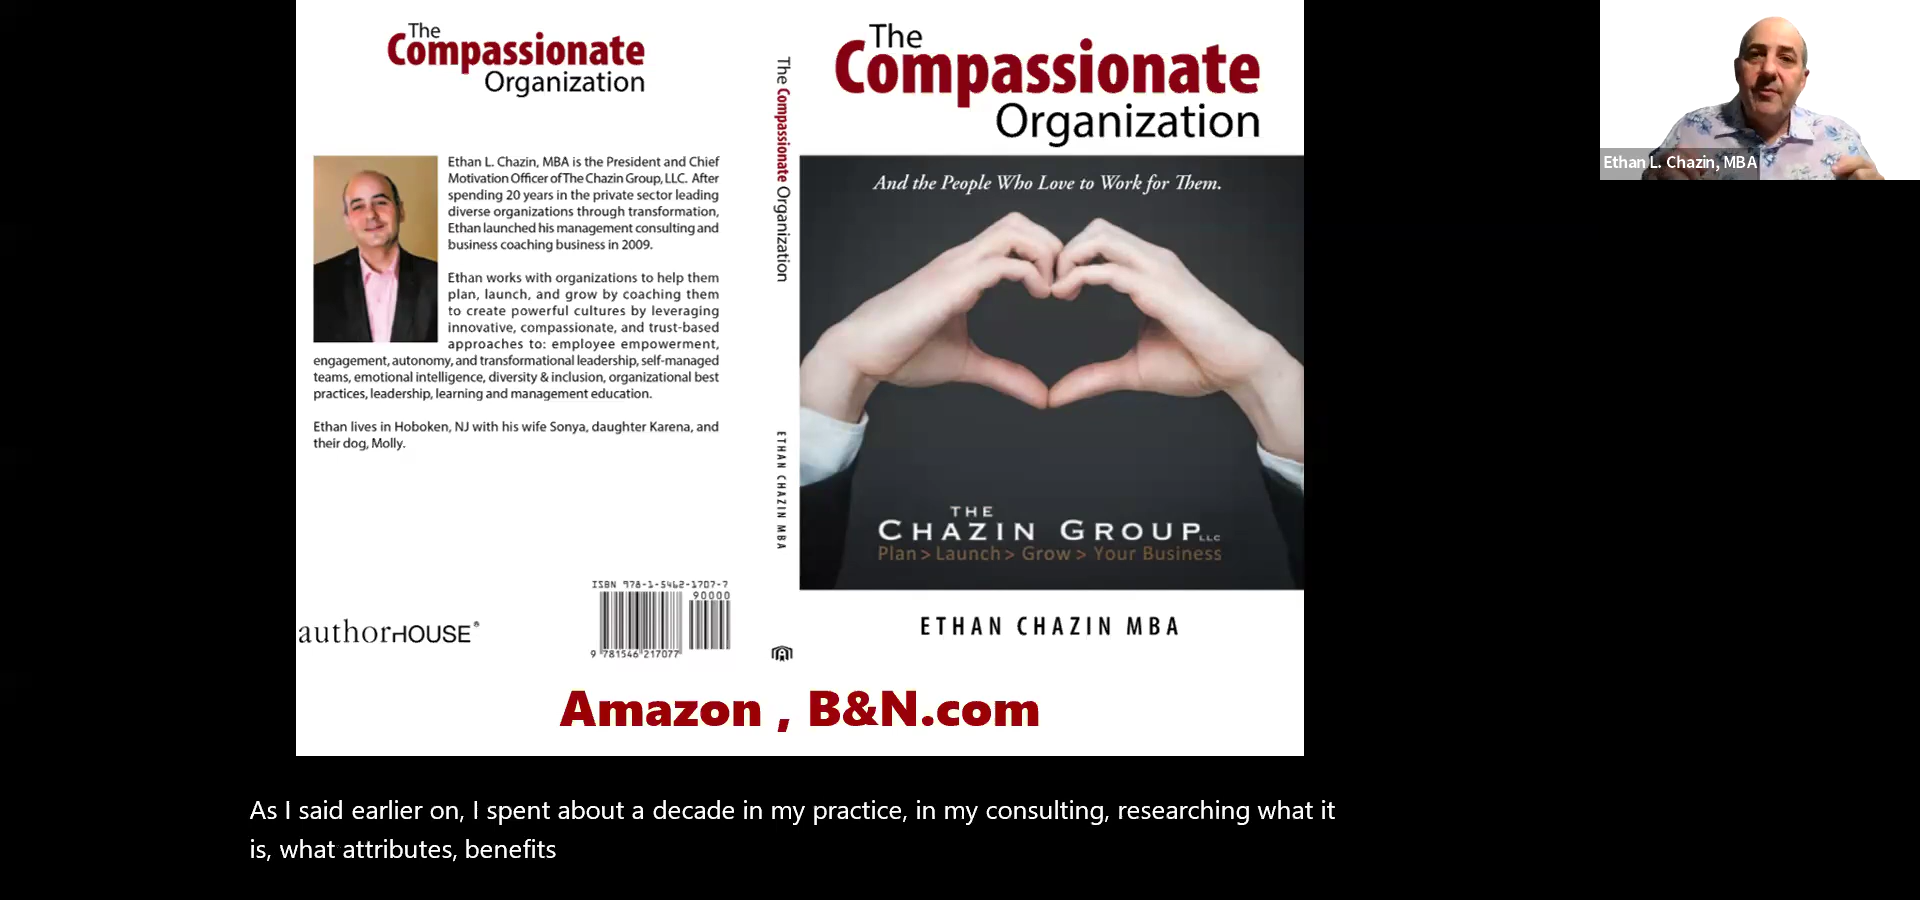 The
Compassionate
Organization
Ethan L. Chazin, MBA is the President and Chief
Motivation Officer of The Chazin Group, LLC. After
spending 20 years in the private sector leading
diverse organizations through transformation,
Ethan launched his management consulting and
business coaching business in 2009.
Ethan works with organizations to help them
plan, launch, and grow by coaching them
to create powerful cultures by leveraging
innovative, compassionate, and trust-based
approaches to: employee empowerment,
engagement, autonomy, and transformational leadership, self-managed
teams, emotional intelligence, diversity & inclusion, organizational best
practices, leadership, learning and management education.
Ethan lives in Hoboken, NJ with his wife Sonya, daughter Karena, and
their dog, Molly.
authorHOUSE®
ISBN 978-1-5462-1707-7
90000
9 781546 217077
The Compassionate Organization
ETHAN CHAZIN MBA
The
Compassionate
Organization
And the People Who Love to Work for Them.
THE
CHAZIN GROUP LLC
Plan > Launch > Grow > Your Business
ETHAN CHAZIN MBA
Amazon , B&N.com
Ethan L. Chazin, MBA
As I said earlier on, I spent about a decade in my practice, in my consulting, researching what it
is, what attributes, benefits